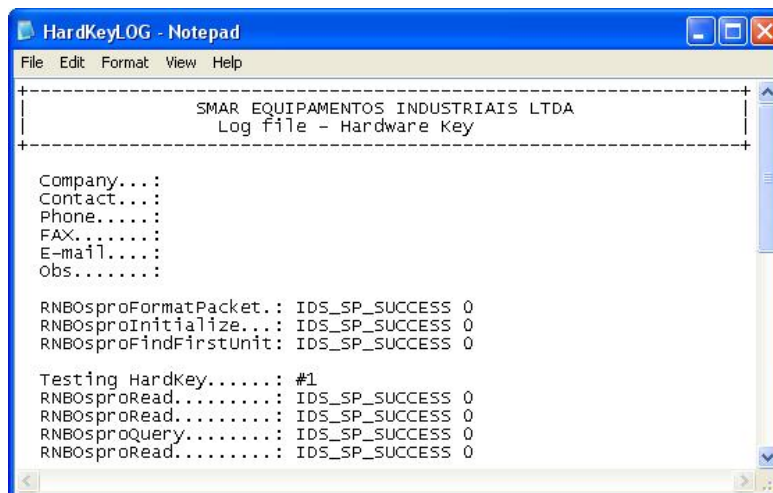 HardKeyLOG - Notepad
File Edit Format View Help
+-----------------------------------------------------------------+
| SMAR EQUIPAMENTOS INDUSTRIAIS LTDA |
| Log file - Hardware Key |
+-----------------------------------------------------------------+
Company...:
Contact...:
Phone.....:
FAX.......:
E-mail....:
Obs.......:
RNBOsproFormatPacket.: IDS_SP_SUCCESS 0
RNBOsproInitialize...: IDS_SP_SUCCESS 0
RNBOsproFindFirstUnit: IDS_SP_SUCCESS 0
Testing HardKey......: #1
RNBOsproRead.........: IDS_SP_SUCCESS 0
RNBOsproRead.........: IDS_SP_SUCCESS 0
RNBOsproQuery........: IDS_SP_SUCCESS 0
RNBOsproRead.........: IDS_SP_SUCCESS 0